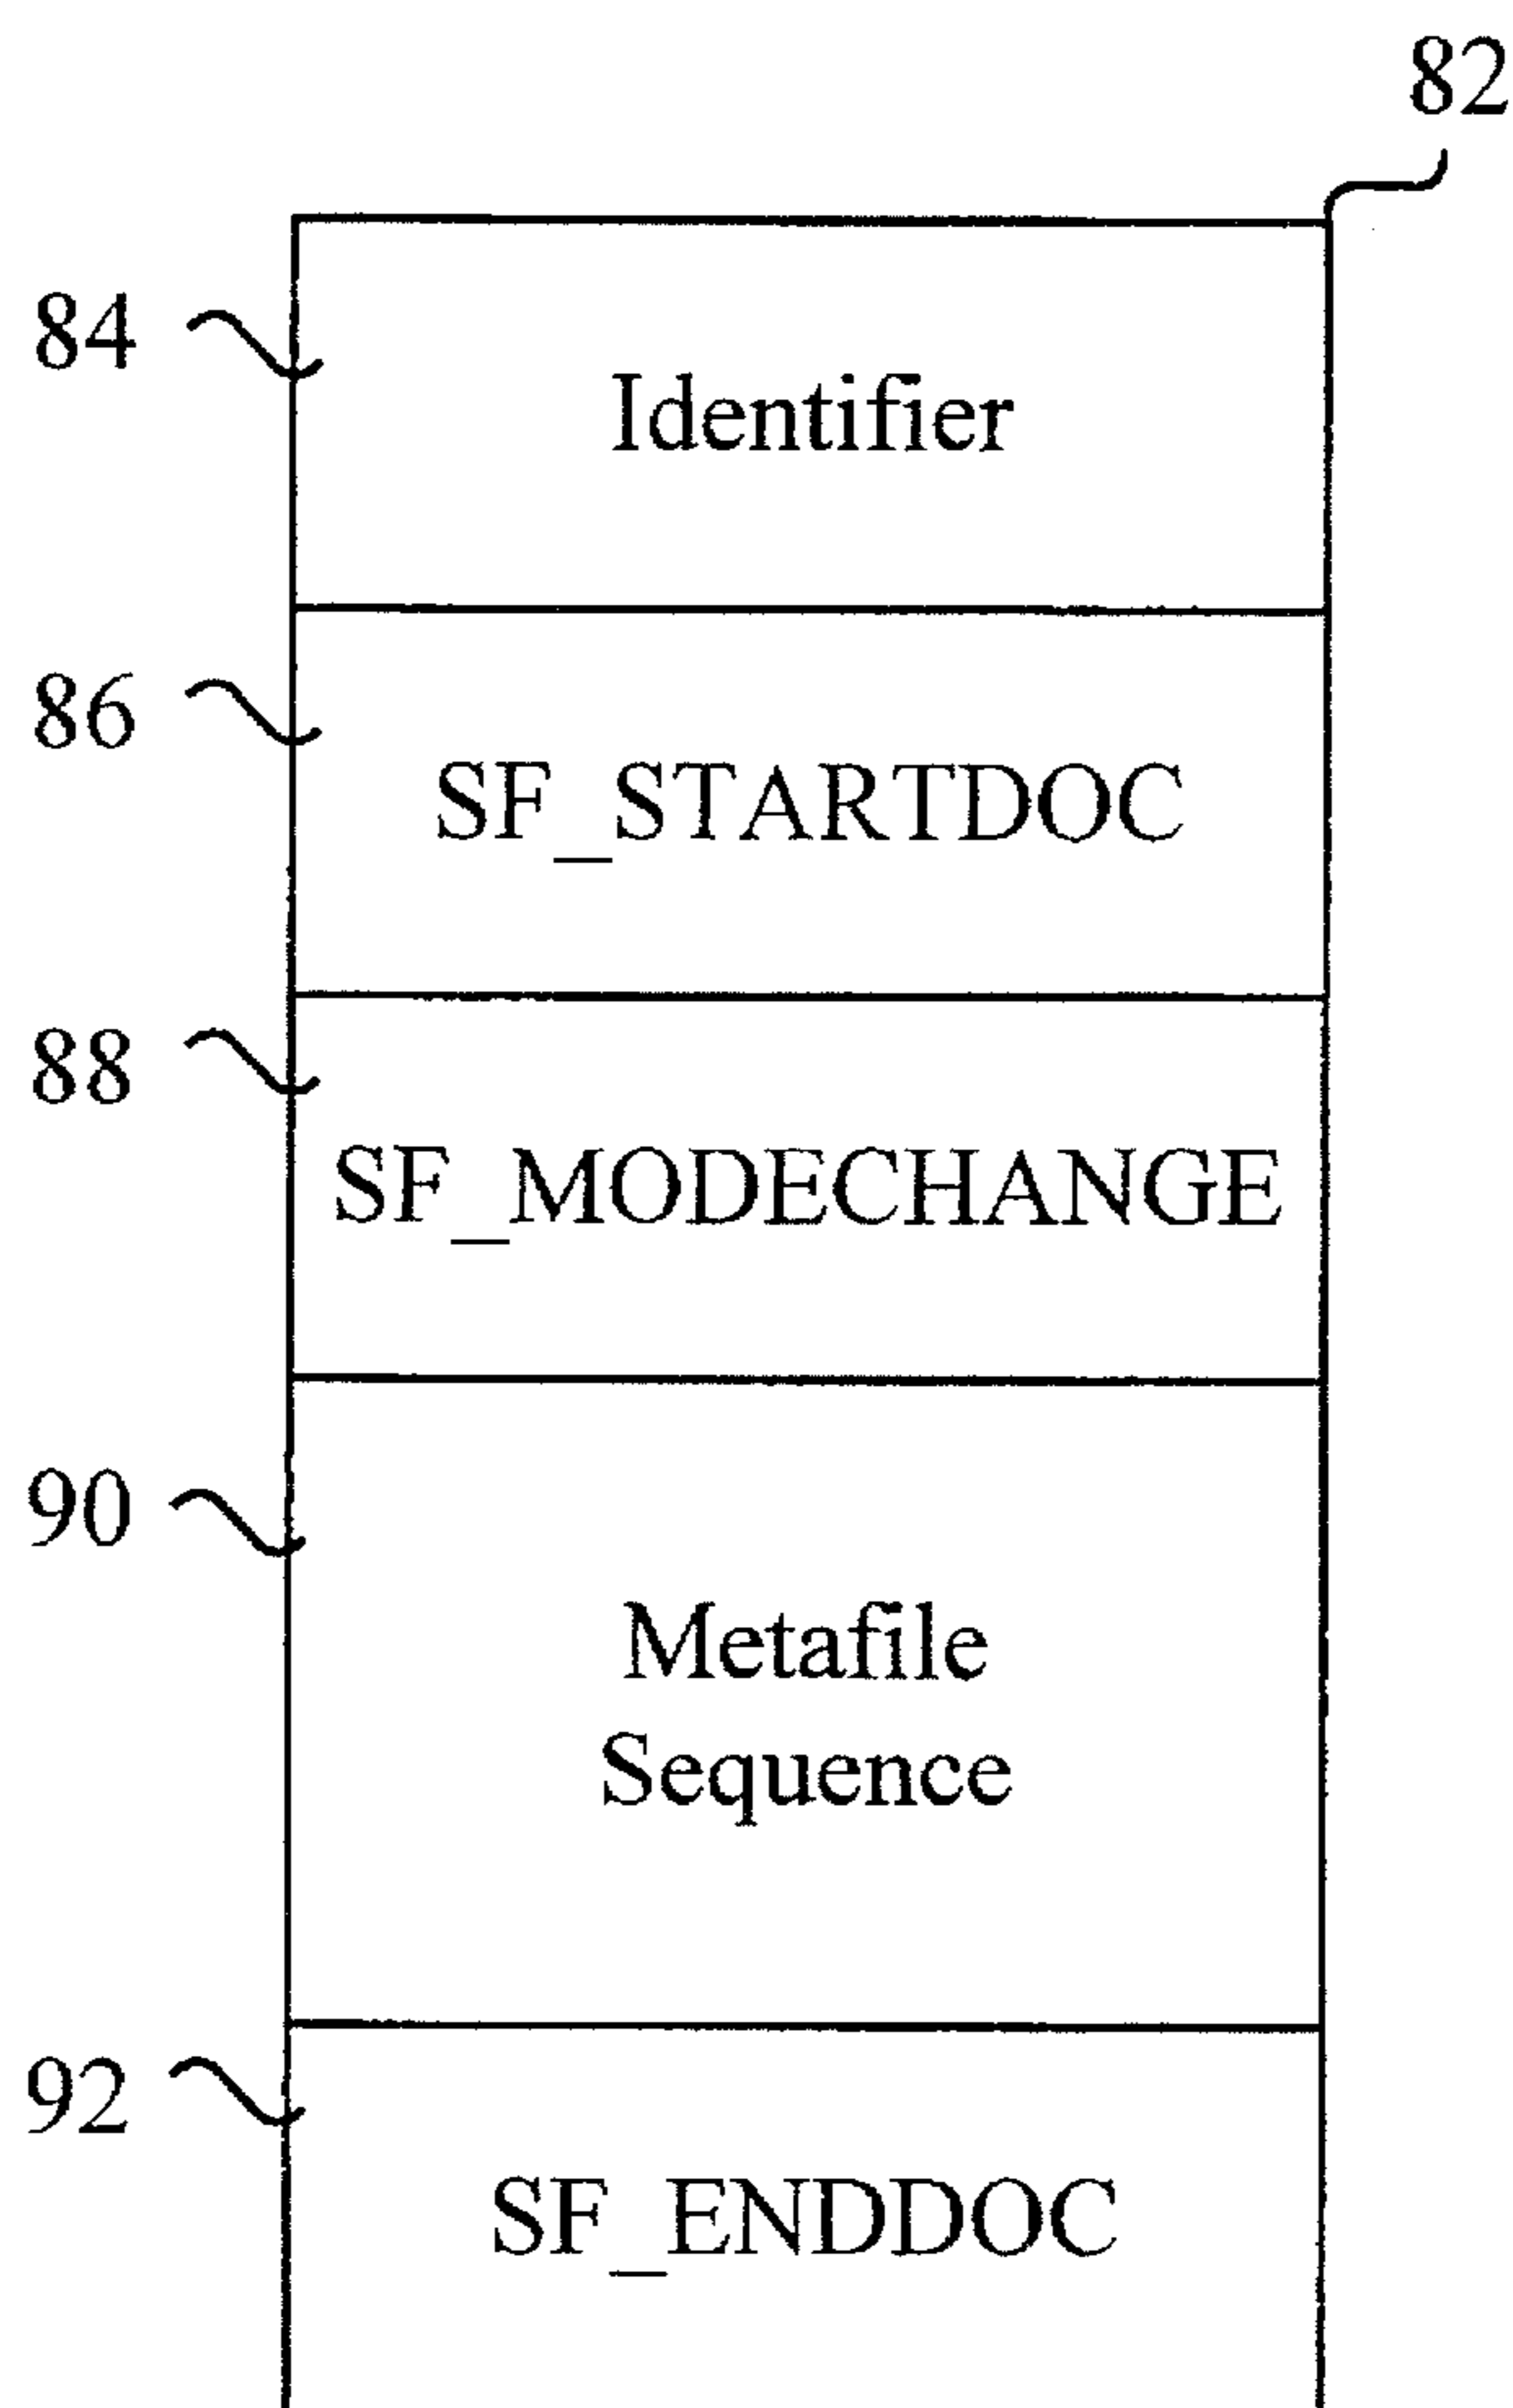 82
84
Identifier
86
SF_STARTDOC
88
SF_MODECHANGE
90
Metafile
Sequence
92
SF_ENDDOC